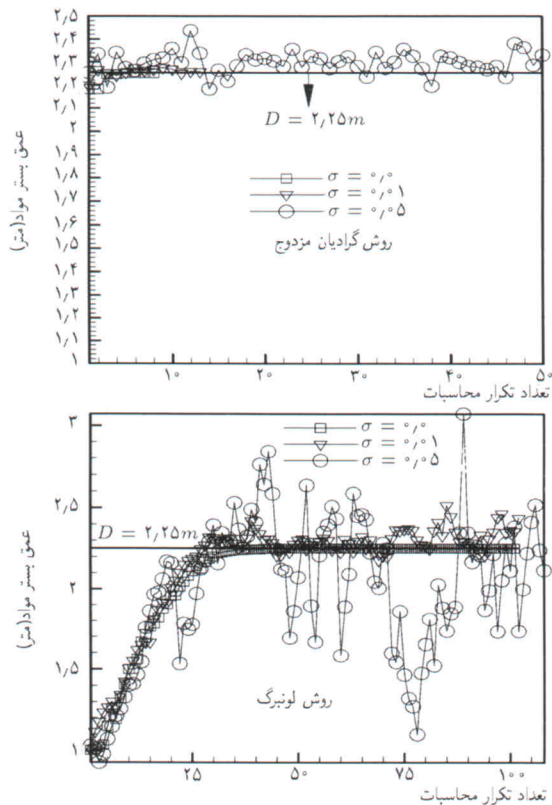 ۲٫۵
۲٫۴
۲٫۳
۲٫۲
۲٫۱
۲
۱٫۹
۱٫۸
۱٫۷
۱٫۶
۱٫۵
۱٫۴
۱٫۳
۱٫۲
۱٫۱
۱
عمق بستر مواد(متر)
D = ۲٫۲۵m
σ = ۰٫۰
σ = ۰٫۰۱
σ = ۰٫۰۵
روش گرادیان مزدوج
۱۰ ۲۰ ۳۰ ۴۰ ۵۰
تعداد تکرار محاسبات
۳
۲٫۵
۲
۱٫۵
۱
عمق بستر مواد(متر)
σ = ۰٫۰
σ = ۰٫۰۱
σ = ۰٫۰۵
D = ۲٫۲۵m
روش لونبرگ
۲۵ ۵۰ ۷۵ ۱۰۰
تعداد تکرار محاسبات